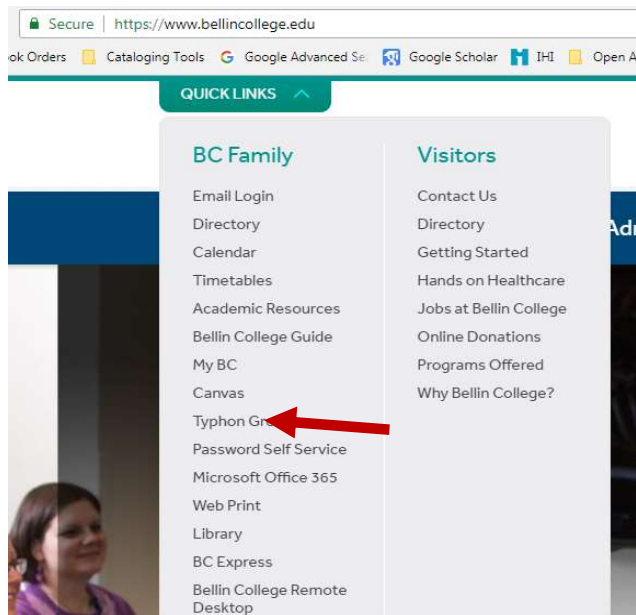 Secure | https://www.bellincollege.edu
ok Orders Cataloging Tools Google Advanced Se Google Scholar IHI Open A
QUICK LINKS
BC Family
Email Login
Directory
Calendar
Timetables
Academic Resources
Bellin College Guide
My BC
Canvas
Typhon Gr
Password Self Service
Microsoft Office 365
Web Print
Library
BC Express
Bellin College Remote
Desktop
Visitors
Contact Us
Directory
Getting Started
Hands on Healthcare
Jobs at Bellin College
Online Donations
Programs Offered
Why Bellin College?
Ad